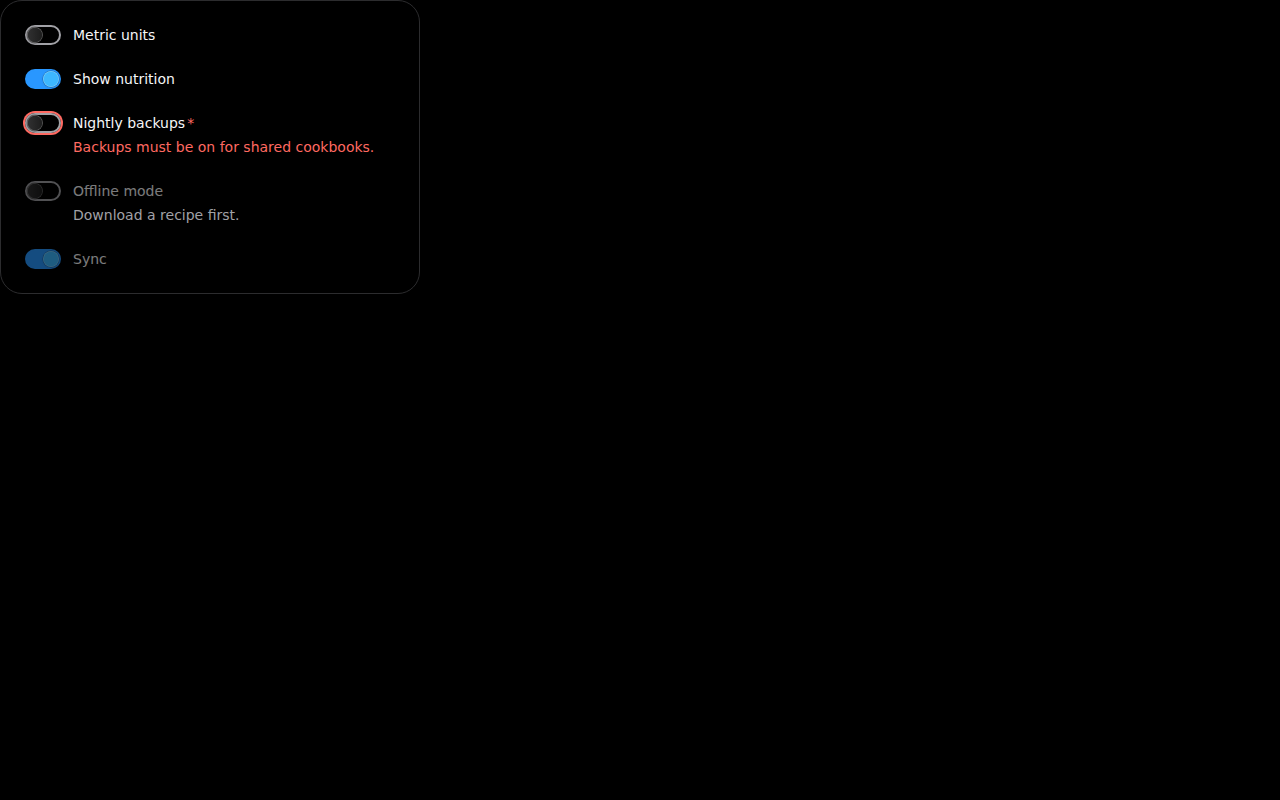 Metric units
Show nutrition
Nightly backups *
Backups must be on for shared cookbooks.
Offline mode
Download a recipe first.
Sync